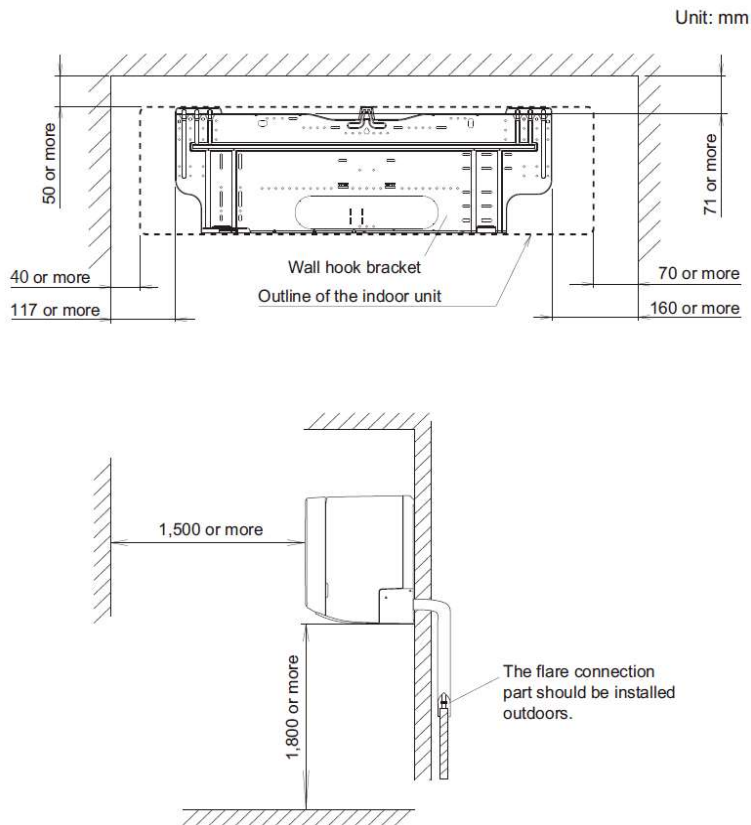 Unit: mm
50 or more
71 or more
Wall hook bracket
40 or more
70 or more
Outline of the indoor unit
117 or more
160 or more
1,500 or more
1,800 or more
The flare connection
part should be installed
outdoors.